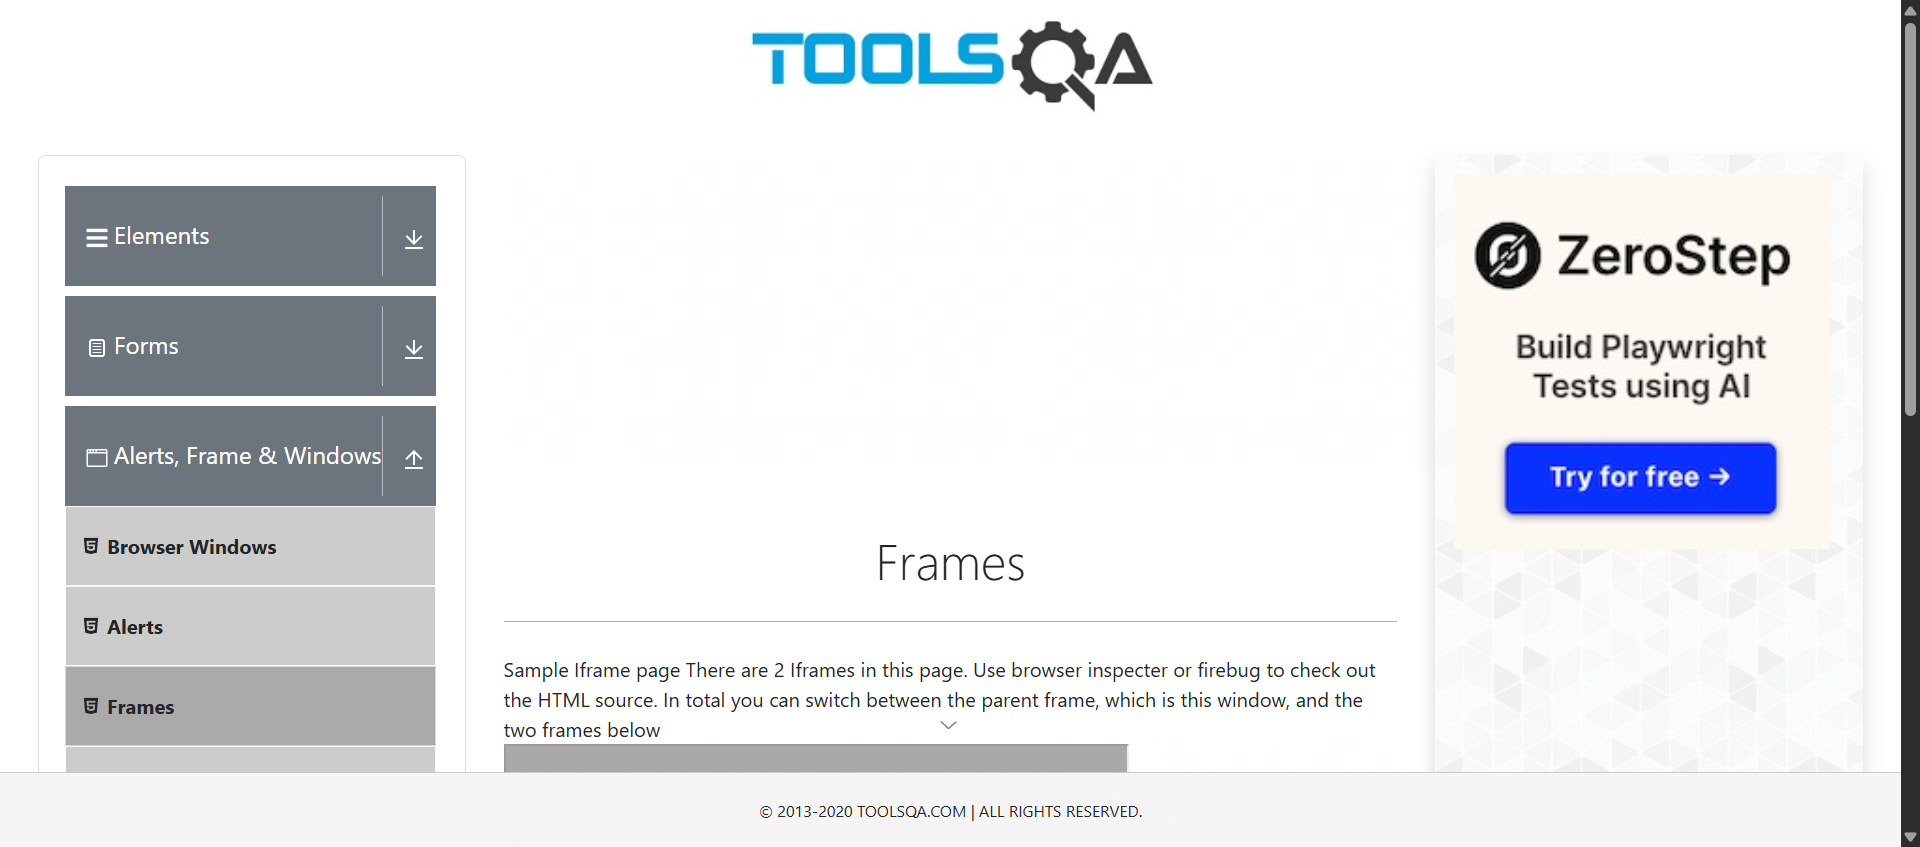 TOOLSQA
Elements
Forms
Alerts, Frame & Windows
Browser Windows
Alerts
Frames
Frames
Sample Iframe page There are 2 Iframes in this page. Use browser inspecter or firebug to check out
the HTML source. In total you can switch between the parent frame, which is this window, and the
two frames below
ZeroStep
Build Playwright
Tests using AI
Try for free →
© 2013-2020 TOOLSQA.COM | ALL RIGHTS RESERVED.